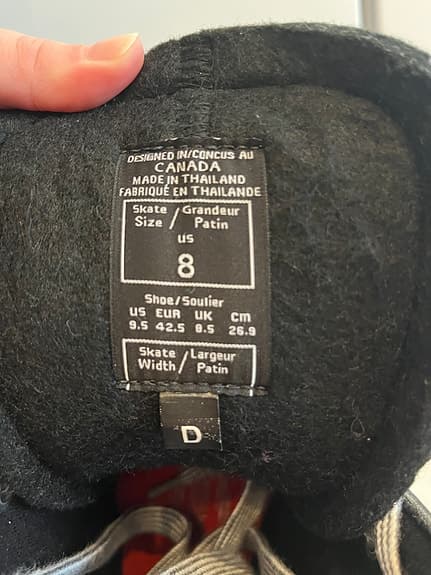 DESIGNED IN/CONCUS AU
CANADA
MADE IN THAILAND
FABRIQUÉ EN THAILANDE
Skate Size / Grandeur Patin
US
8
Shoe/Soulier
US EUR UK Cm
9.5 42.5 8.5 26.9
Skate Width / Largeur Patin
D